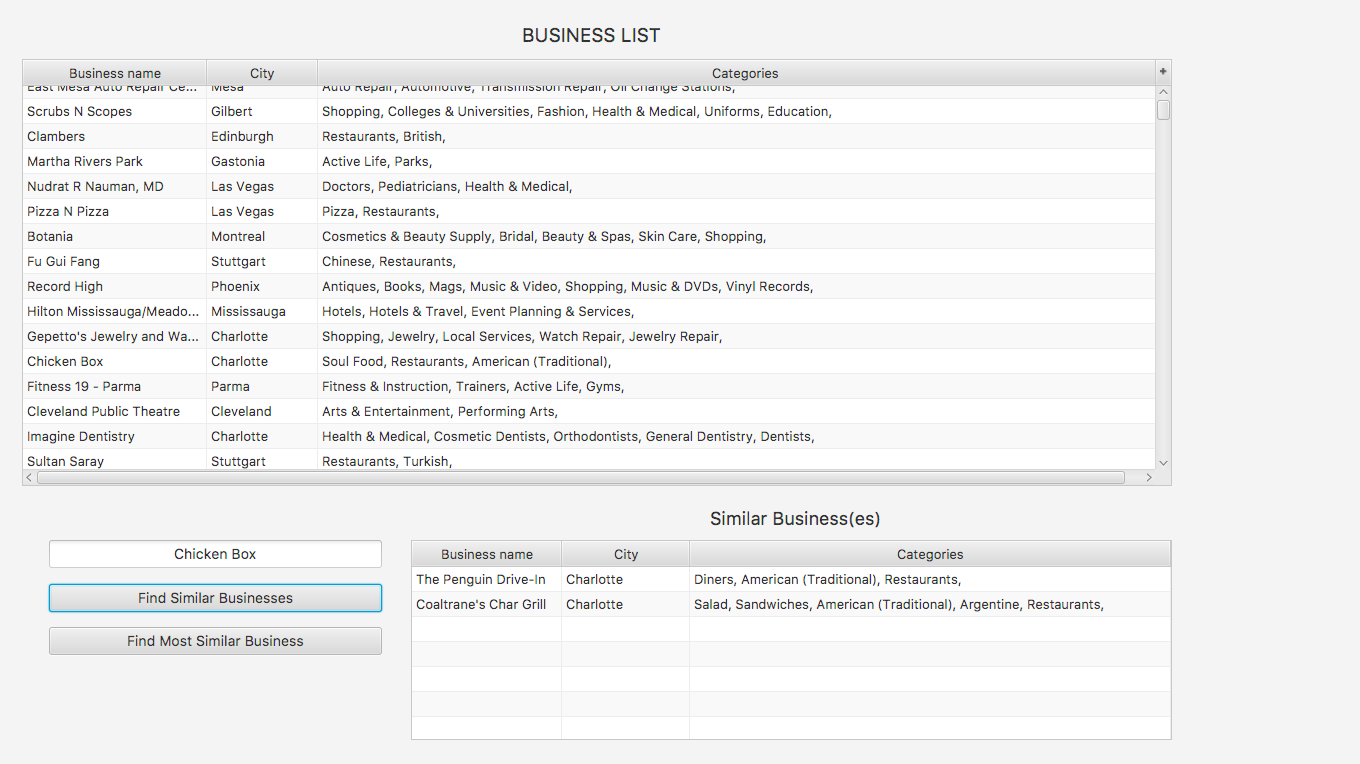 BUSINESS LIST
Business name City Categories +
East Mesa Auto Repair Ce... Mesa Auto Repair, Automotive, Transmission Repair, Oil Change Stations,
Scrubs N Scopes Gilbert Shopping, Colleges & Universities, Fashion, Health & Medical, Uniforms, Education,
Clambers Edinburgh Restaurants, British,
Martha Rivers Park Gastonia Active Life, Parks,
Nudrat R Nauman, MD Las Vegas Doctors, Pediatricians, Health & Medical,
Pizza N Pizza Las Vegas Pizza, Restaurants,
Botania Montreal Cosmetics & Beauty Supply, Bridal, Beauty & Spas, Skin Care, Shopping,
Fu Gui Fang Stuttgart Chinese, Restaurants,
Record High Phoenix Antiques, Books, Mags, Music & Video, Shopping, Music & DVDs, Vinyl Records,
Hilton Mississauga/Meado... Mississauga Hotels, Hotels & Travel, Event Planning & Services,
Gepetto's Jewelry and Wa... Charlotte Shopping, Jewelry, Local Services, Watch Repair, Jewelry Repair,
Chicken Box Charlotte Soul Food, Restaurants, American (Traditional),
Fitness 19 - Parma Parma Fitness & Instruction, Trainers, Active Life, Gyms,
Cleveland Public Theatre Cleveland Arts & Entertainment, Performing Arts,
Imagine Dentistry Charlotte Health & Medical, Cosmetic Dentists, Orthodontists, General Dentistry, Dentists,
Sultan Saray Stuttgart Restaurants, Turkish,
Similar Business(es)
Chicken Box
Find Similar Businesses
Find Most Similar Business
Business name City Categories
The Penguin Drive-In Charlotte Diners, American (Traditional), Restaurants,
Coaltrane's Char Grill Charlotte Salad, Sandwiches, American (Traditional), Argentine, Restaurants,